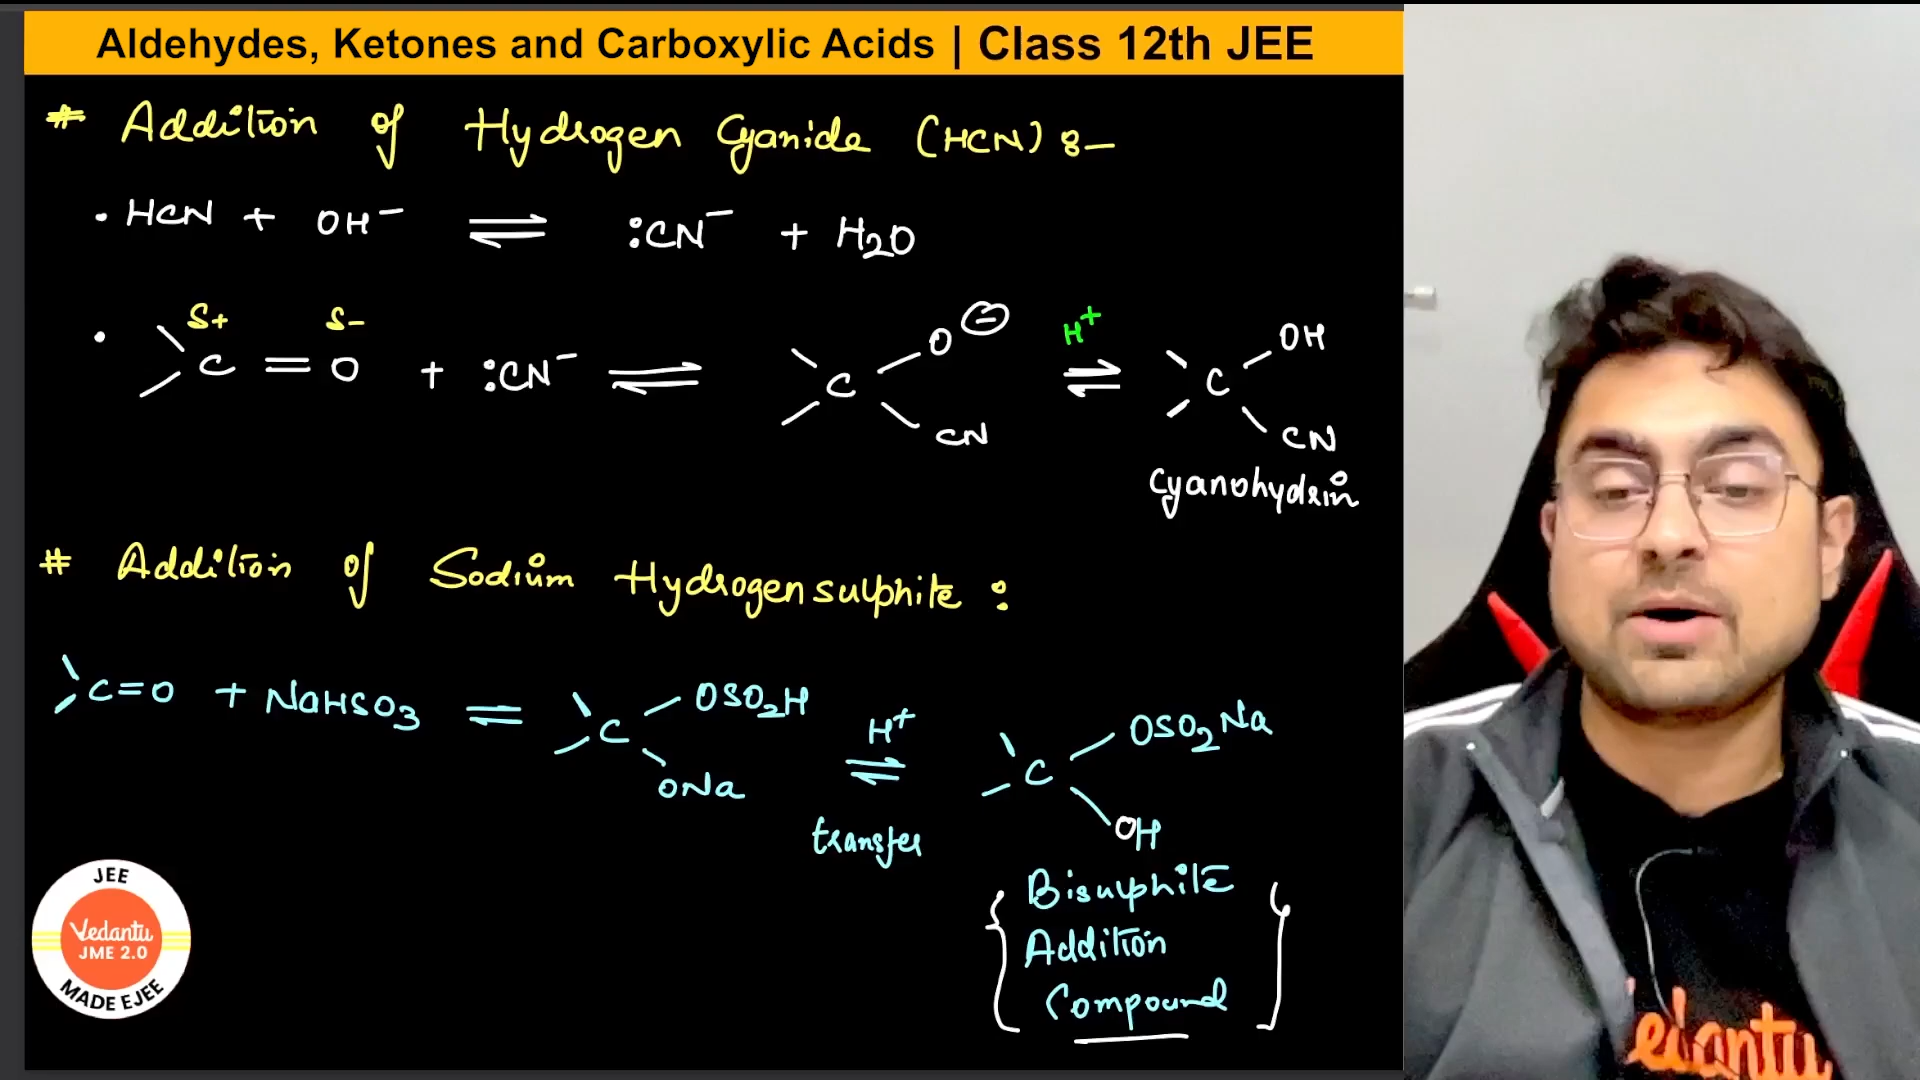 Aldehydes, Ketones and Carboxylic Acids | Class 12th JEE
# Addition of Hydrogen Cyanide (HCN) :-
• HCN + OH⁻ ⇌ :CN⁻ + H2O
• C = O + :CN⁻ ⇌ C O⊖ CN H⁺ ⇌ C OH CN
δ+ δ-
Cyanohydrin
# Addition of Sodium Hydrogensulphite :
C=O + NaHSO3 ⇌ C OSO2H ONa H⁺ ⇌ transfer C OSO2Na OH
{ Bisulphite
Addition
Compound }
JEE
Vedantu
JME 2.0
MADE EJEE
edantu